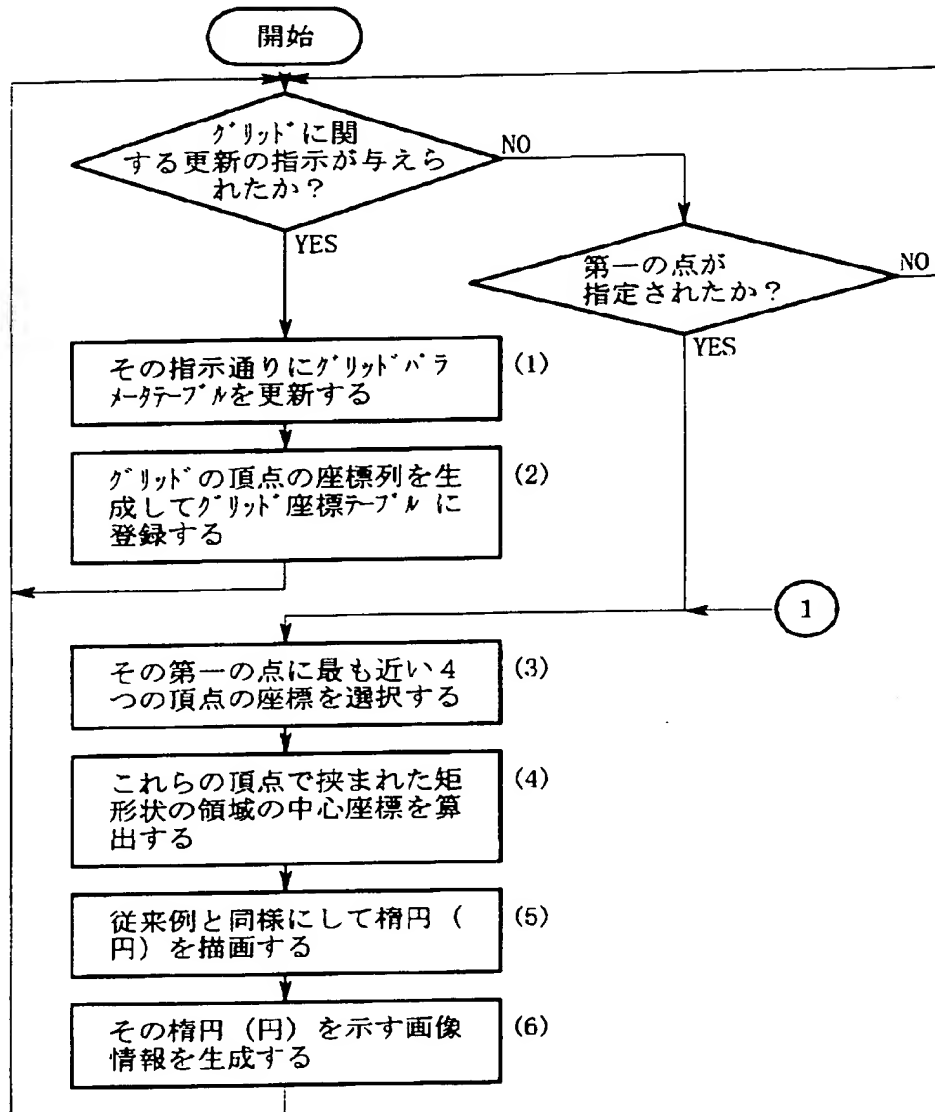 開始
グリッドに関
する更新の指示が与えら
れたか？
NO
YES
第一の点が
指定されたか？
NO
YES
その指示通りにグリッドパラ
メータテーブルを更新する
(1)
グリッドの頂点の座標列を生
成してグリッド座標テーブルに
登録する
(2)
1
その第一の点に最も近い4
つの頂点の座標を選択する
(3)
これらの頂点で挟まれた矩
形状の領域の中心座標を算
出する
(4)
従来例と同様にして楕円（
円）を描画する
(5)
その楕円（円）を示す画像
情報を生成する
(6)